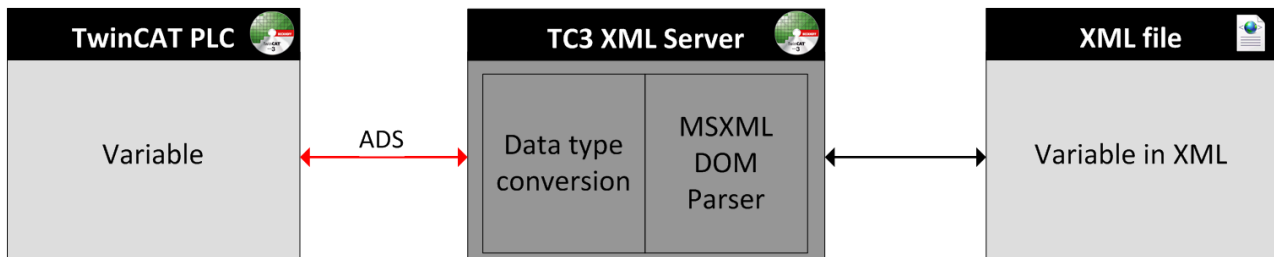 TwinCAT PLC
TC3 XML Server
XML file
Variable
ADS
Data type
conversion
MSXML
DOM
Parser
Variable in XML